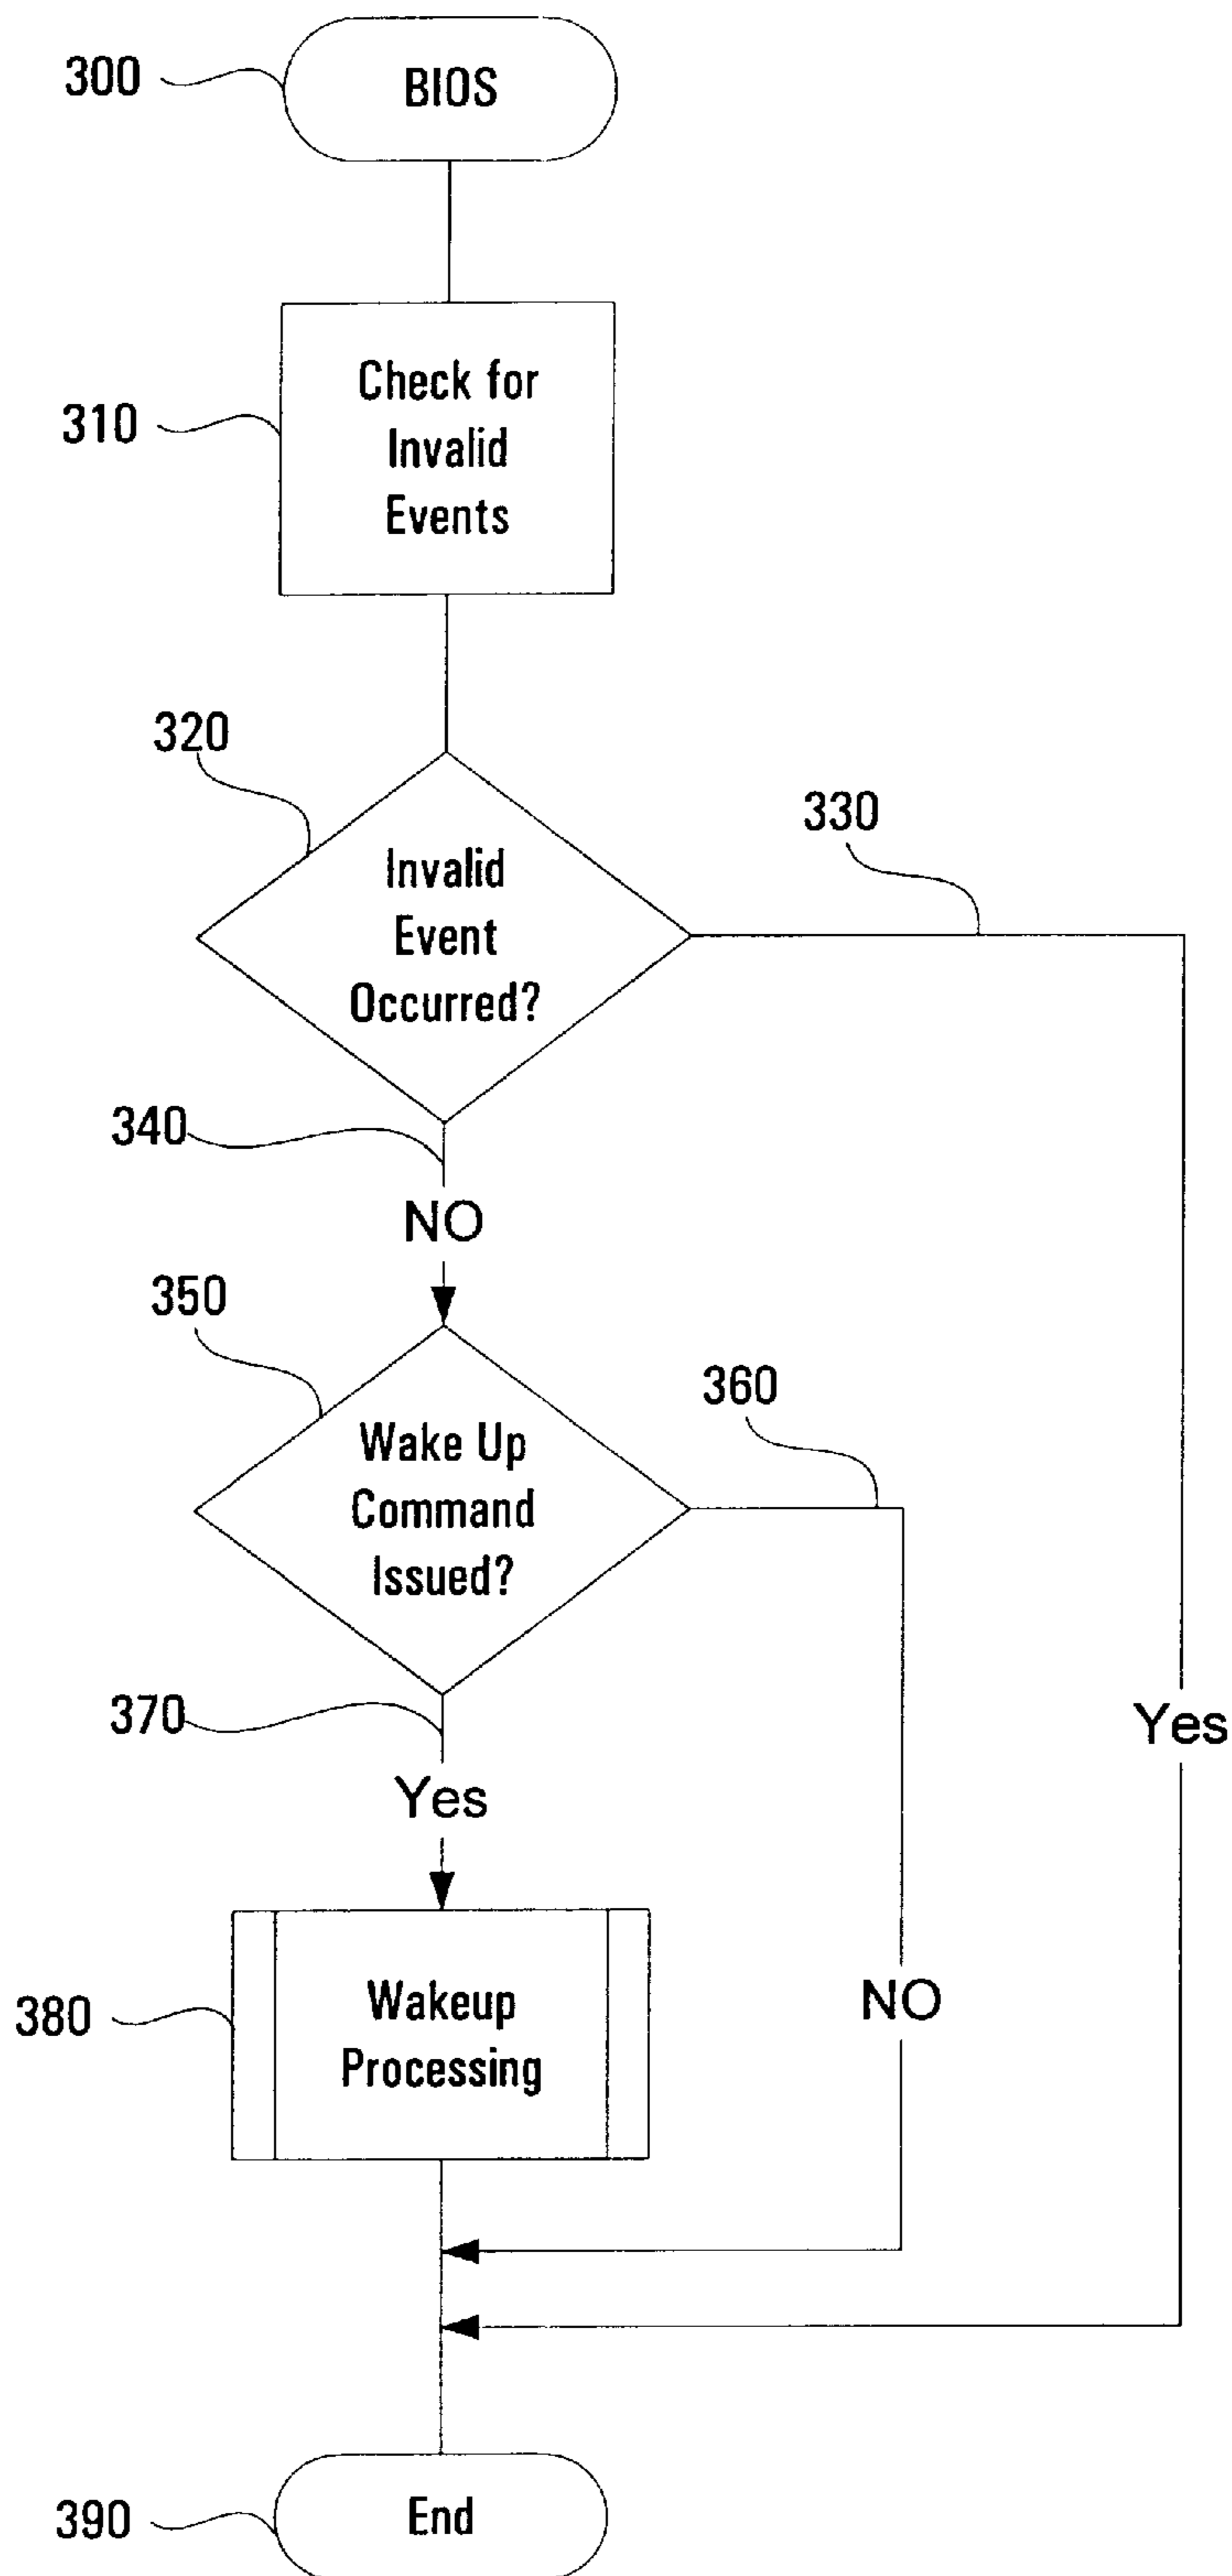 300
BIOS
310
Check for
Invalid
Events
320
330
Invalid
Event
Occurred?
340
NO
350
360
Wake Up
Command
Issued?
370
Yes
Yes
380
Wakeup
Processing
NO
390
End